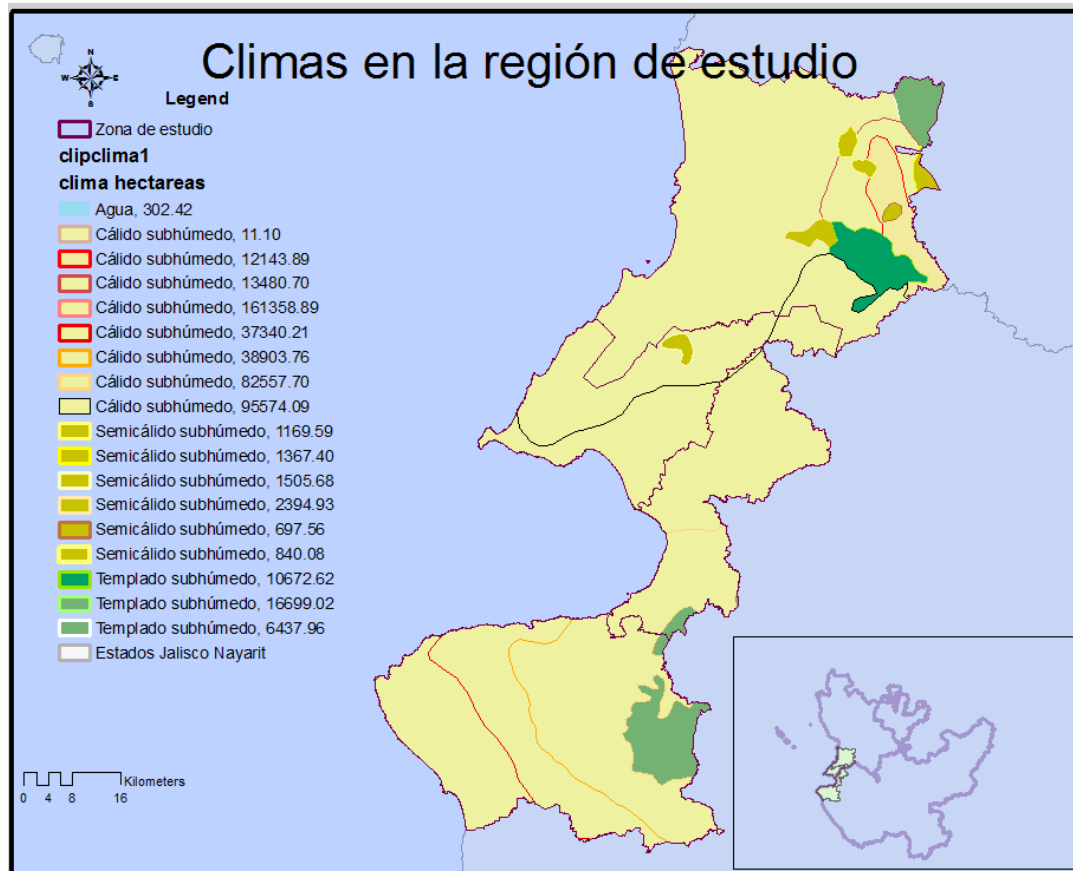 Climas en la región de estudio
N
W E
S
Legend
Zona de estudio
clipclima1
clima hectareas
Agua, 302.42
Cálido subhúmedo, 11.10
Cálido subhúmedo, 12143.89
Cálido subhúmedo, 13480.70
Cálido subhúmedo, 161358.89
Cálido subhúmedo, 37340.21
Cálido subhúmedo, 38903.76
Cálido subhúmedo, 82557.70
Cálido subhúmedo, 95574.09
Semicálido subhúmedo, 1169.59
Semicálido subhúmedo, 1367.40
Semicálido subhúmedo, 1505.68
Semicálido subhúmedo, 2394.93
Semicálido subhúmedo, 697.56
Semicálido subhúmedo, 840.08
Templado subhúmedo, 10672.62
Templado subhúmedo, 16699.02
Templado subhúmedo, 6437.96
Estados Jalisco Nayarit
Kilometers
0 4 8 16